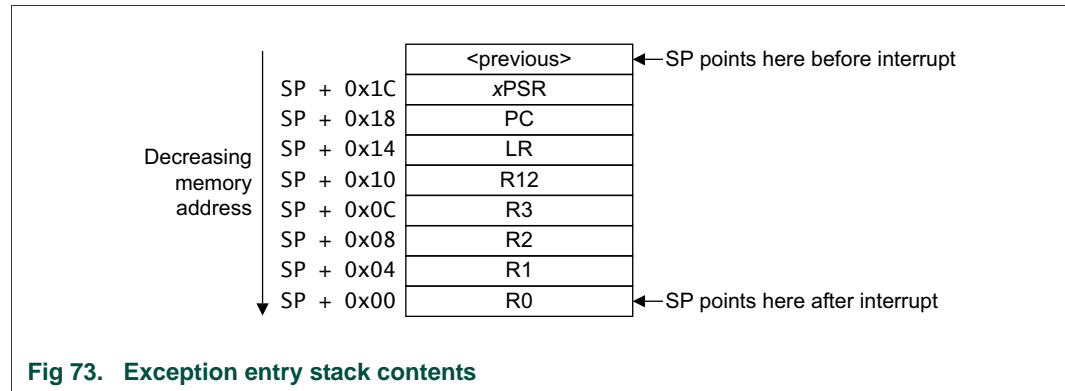 <previous>
SP points here before interrupt
SP + 0x1C
xPSR
SP + 0x18
PC
SP + 0x14
LR
Decreasing
memory
address
SP + 0x10
R12
SP + 0x0C
R3
SP + 0x08
R2
SP + 0x04
R1
SP + 0x00
R0
SP points here after interrupt
Fig 73. Exception entry stack contents